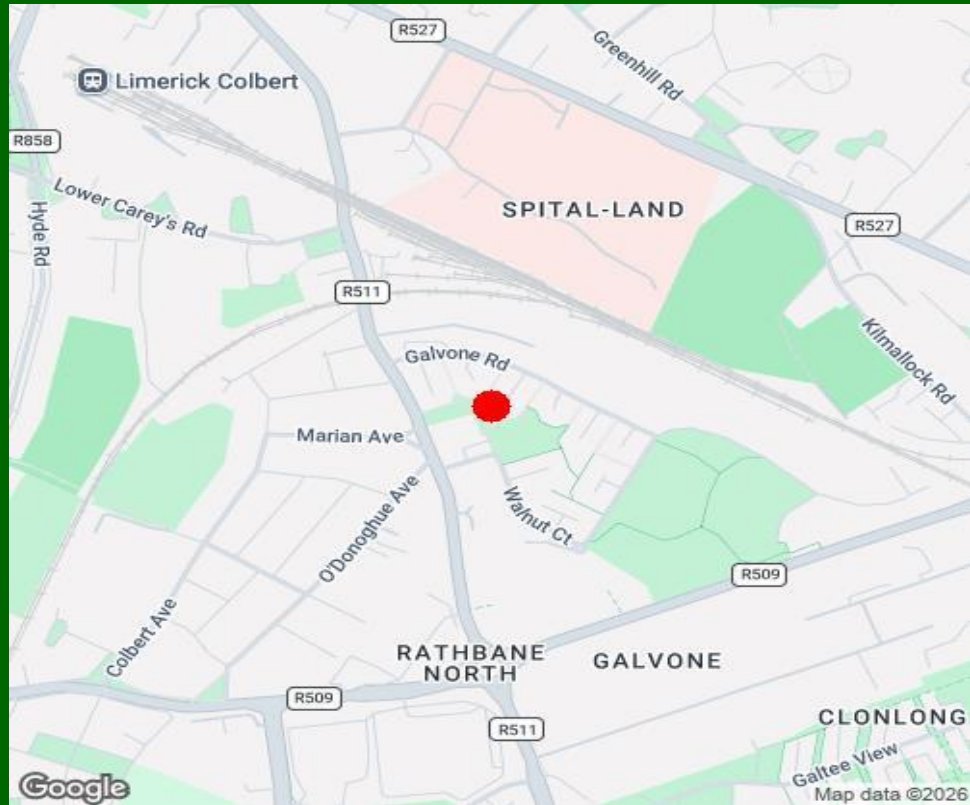 R527
Greenhill Rd
Limerick Colbert
R858
Lower Carey's Rd
Hyde Rd
SPITAL-LAND
R527
R511
Kilmallock Rd
Galvone Rd
Marian Ave
O'Donoghue Ave
Walnut Ct
R509
Colbert Ave
RATHBANE
NORTH
GALVONE
R509
R511
CLONLONG
Galtee View
Google
Map data ©2026